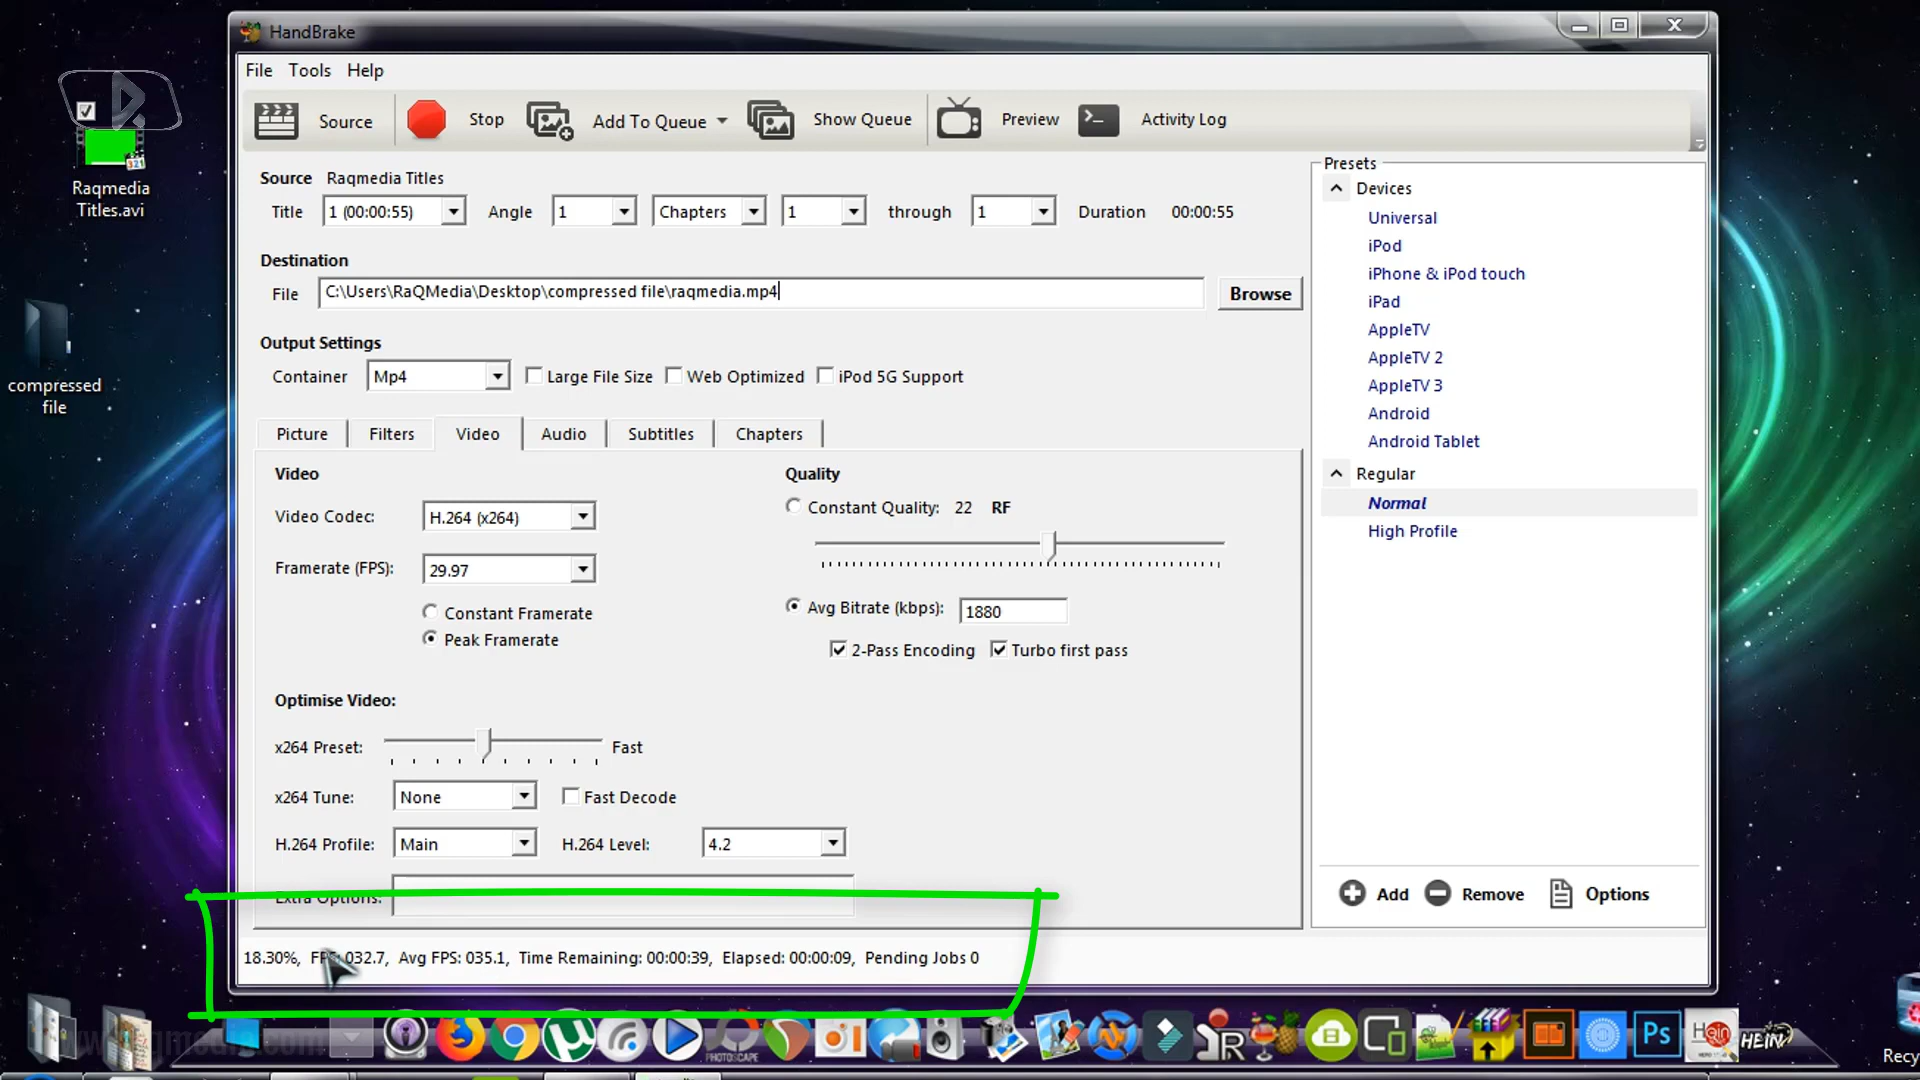 HandBrake
File Tools Help
Source Stop Add To Queue Show Queue Preview Activity Log
Raqmedia Titles.avi
compressed file
Source Raqmedia Titles
Title 1 (00:00:55) Angle 1 Chapters 1 through 1 Duration 00:00:55
Destination
File C:\Users\RaQMedia\Desktop\compressed file\raqmedia.mp4 Browse
Output Settings
Container Mp4 Large File Size Web Optimized iPod 5G Support
Picture Filters Video Audio Subtitles Chapters
Video
Video Codec: H.264 (x264)
Framerate (FPS): 29.97
Constant Framerate
Peak Framerate
Quality
Constant Quality: 22 RF
Avg Bitrate (kbps): 1880
2-Pass Encoding Turbo first pass
Optimise Video:
x264 Preset: Fast
x264 Tune: None Fast Decode
H.264 Profile: Main H.264 Level: 4.2
Extra Options:
Presets
Devices
Universal
iPod
iPhone & iPod touch
iPad
AppleTV
AppleTV 2
AppleTV 3
Android
Android Tablet
Regular
Normal
High Profile
Add Remove Options
18.30%, FPS: 032.7, Avg FPS: 035.1, Time Remaining: 00:00:39, Elapsed: 00:00:09, Pending Jobs 0
PHOTOSCAPE
Ps
Hein
HEIN